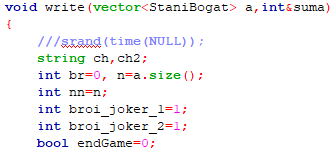 void write(vector<StaniBogat> a,int&suma)
{
///srand(time(NULL));
string ch,ch2;
int br=0, n=a.size();
int nn=n;
int broi_joker_1=1;
int broi_joker_2=1;
bool endGame=0;